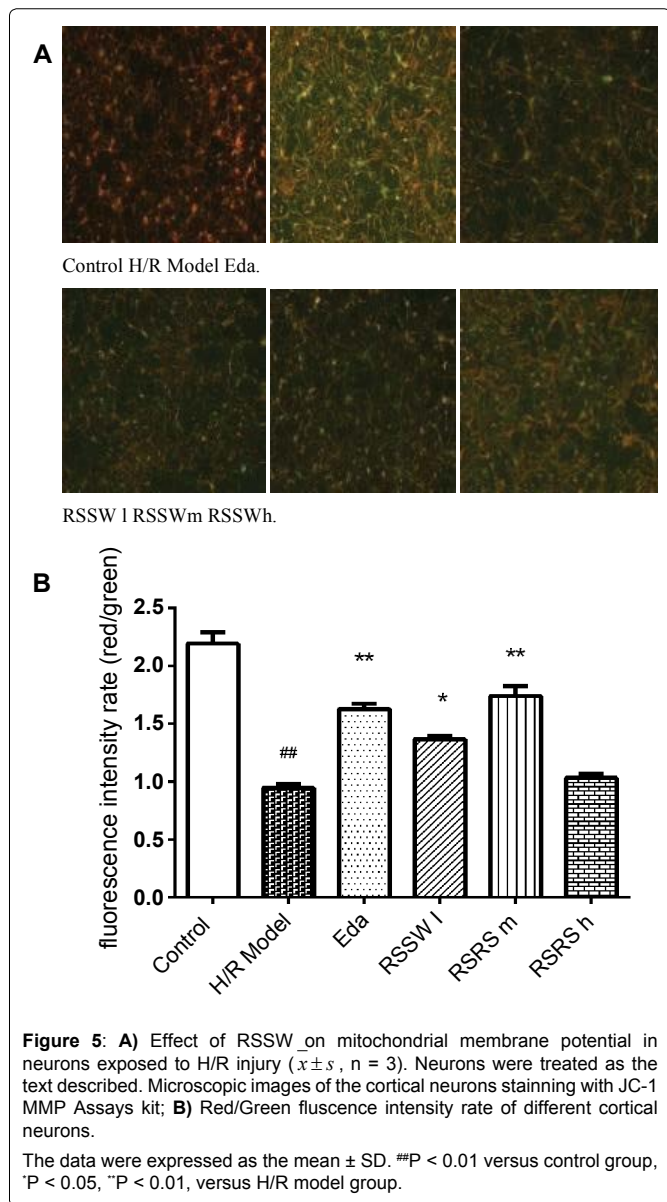 A
Control H/R Model Eda.
RSSW l RSSWm RSSWh.
B
fluorescence intensity rate (red/green)
2.5
2.0
1.5
1.0
0.5
0.0
##
**
*
**
Control
H/R Model
Eda
RSSW l
RSRS m
RSRS h
Figure 5: A) Effect of RSSW on mitochondrial membrane potential in
neurons exposed to H/R injury (x̄ ± s , n = 3). Neurons were treated as the
text described. Microscopic images of the cortical neurons stainning with JC-1
MMP Assays kit; B) Red/Green fluscence intensity rate of different cortical
neurons.
The data were expressed as the mean ± SD. ##P < 0.01 versus control group,
*P < 0.05, **P < 0.01, versus H/R model group.